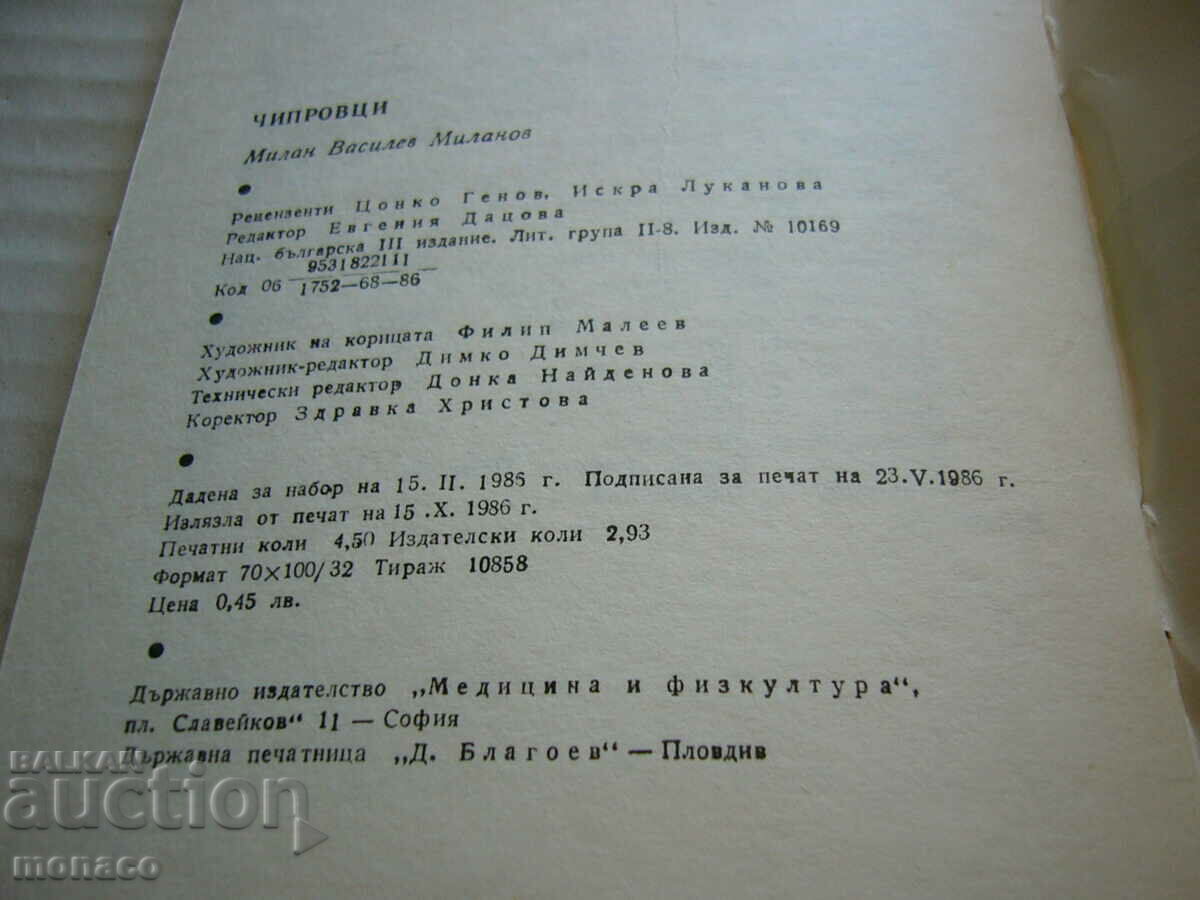 ЧИПРОВЦИ
Милан Василев Миланов
●
Рецензенти Цонко Генов, Искра Луканова
Редактор Евгения Дацова
Нац. българска III издание. Лит. група II-8. Изд. № 10169
9531822111
Код 06
1752—68—86
●
Художник на корицата Филип Малеев
Художник-редактор Димко Димчев
Технически редактор Донка Найденова
Коректор Здравка Христова
●
Дадена за набор на 15. II. 1986 г. Подписана за печат на 23.V.1986 г.
Излязла от печат на 15 .X. 1986 г.
Печатни коли 4,50 Издателски коли 2,93
Формат 70×100/32 Тираж 10858
Цена 0,45 лв.
●
Държавно издателство „Медицина и физкултура“,
пл. Славейков“ 11 — София
Държавна печатница „Д. Благоев“ — Пловдив
BALKAN
auction
monaco